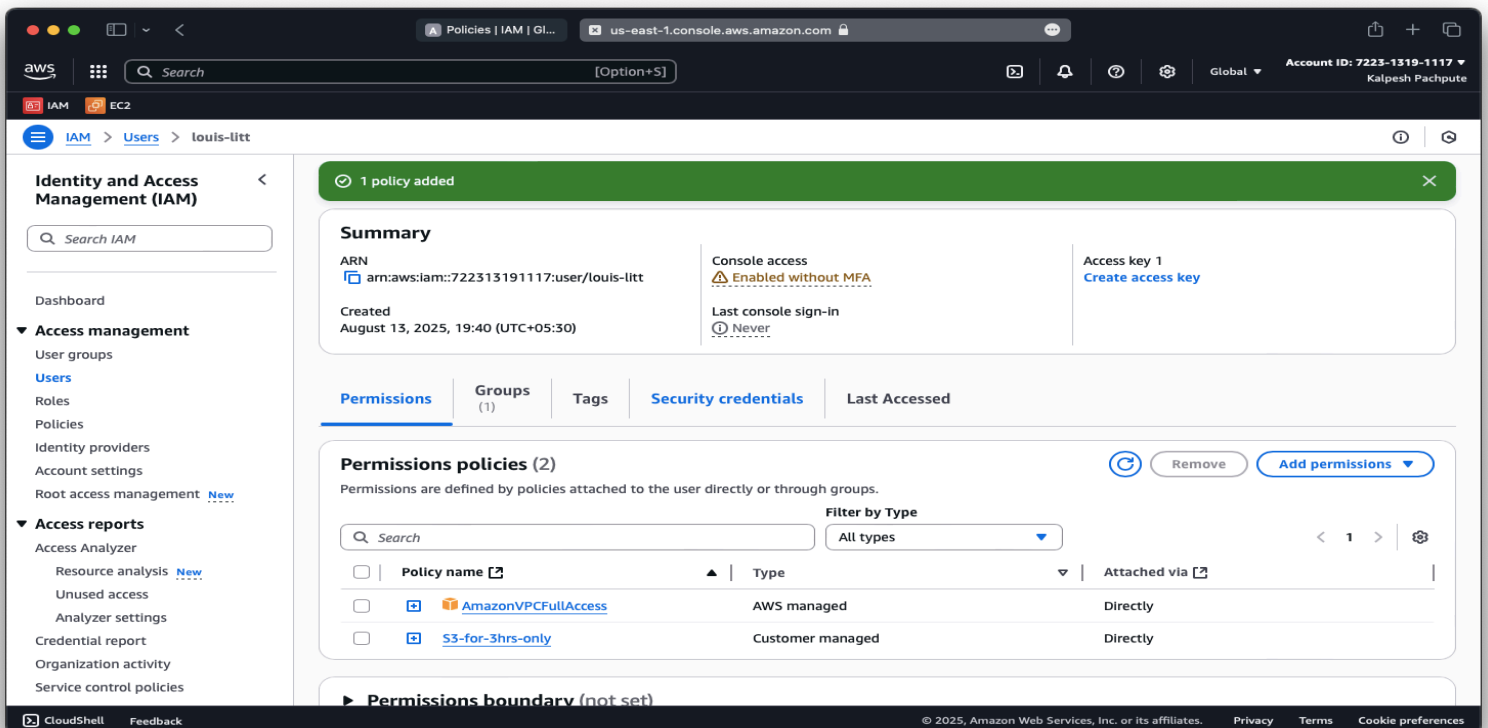 Policies | IAM | Gl...
us-east-1.console.aws.amazon.com
aws
Search
[Option+S]
Global
Account ID: 7223-1319-1117
Kalpesh Pachpute
IAM
EC2
IAM > Users > louis-litt
Identity and Access
Management (IAM)
Search IAM
Dashboard
Access management
User groups
Users
Roles
Policies
Identity providers
Account settings
Root access management New
Access reports
Access Analyzer
Resource analysis New
Unused access
Analyzer settings
Credential report
Organization activity
Service control policies
1 policy added
Summary
ARN
arn:aws:iam::722313191117:user/louis-litt
Created
August 13, 2025, 19:40 (UTC+05:30)
Console access
Enabled without MFA
Last console sign-in
Never
Access key 1
Create access key
Permissions
Groups
(1)
Tags
Security credentials
Last Accessed
Permissions policies (2)
Remove
Add permissions
Permissions are defined by policies attached to the user directly or through groups.
Filter by Type
Search
All types
1
Policy name
Type
Attached via
AmazonVPCFullAccess
AWS managed
Directly
S3-for-3hrs-only
Customer managed
Directly
Permissions boundary (not set)
CloudShell
Feedback
© 2025, Amazon Web Services, Inc. or its affiliates.
Privacy
Terms
Cookie preferences